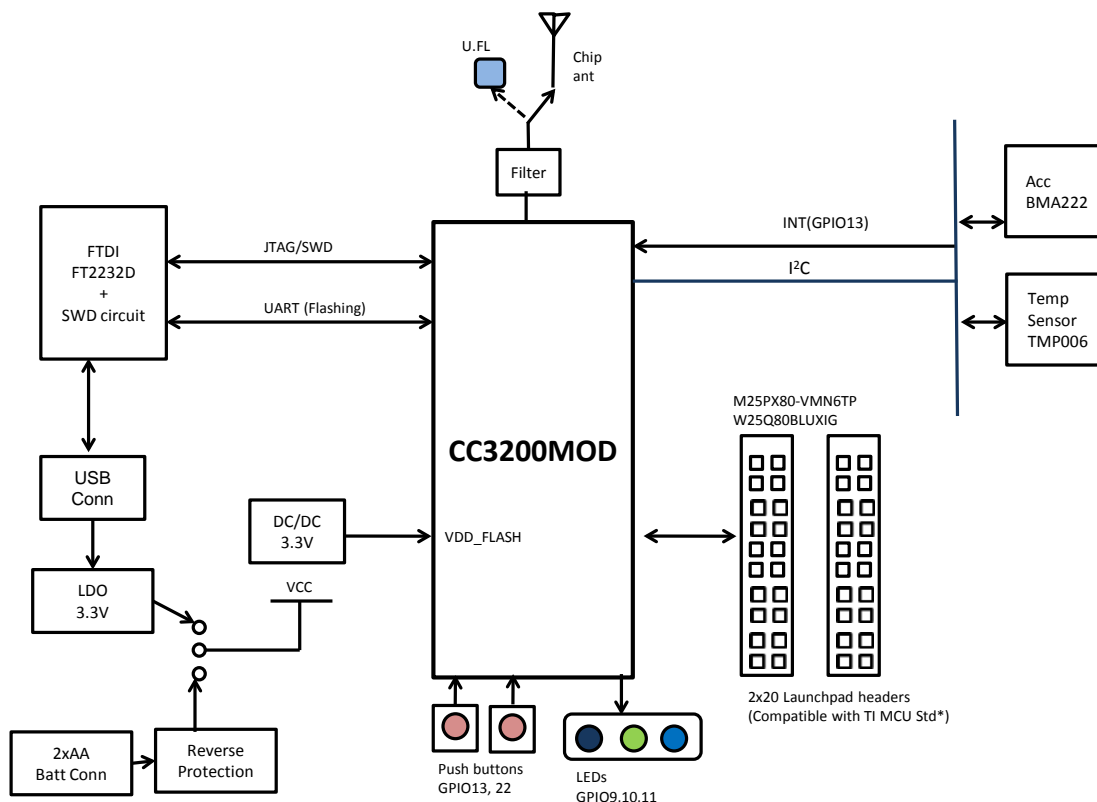 U.FL
Chip
ant
Filter
Acc
BMA222
INT(GPIO13)
FTDI
FT2232D
+
SWD circuit
JTAG/SWD
I²C
UART (Flashing)
Temp
Sensor
TMP006
M25PX80-VMN6TP
W25Q80BLUXIG
CC3200MOD
USB
Conn
DC/DC
3.3V
VDD_FLASH
LDO
3.3V
VCC
2x20 Launchpad headers
(Compatible with TI MCU Std*)
2xAA
Batt Conn
Reverse
Protection
Push buttons
GPIO13, 22
LEDs
GPIO9.10.11